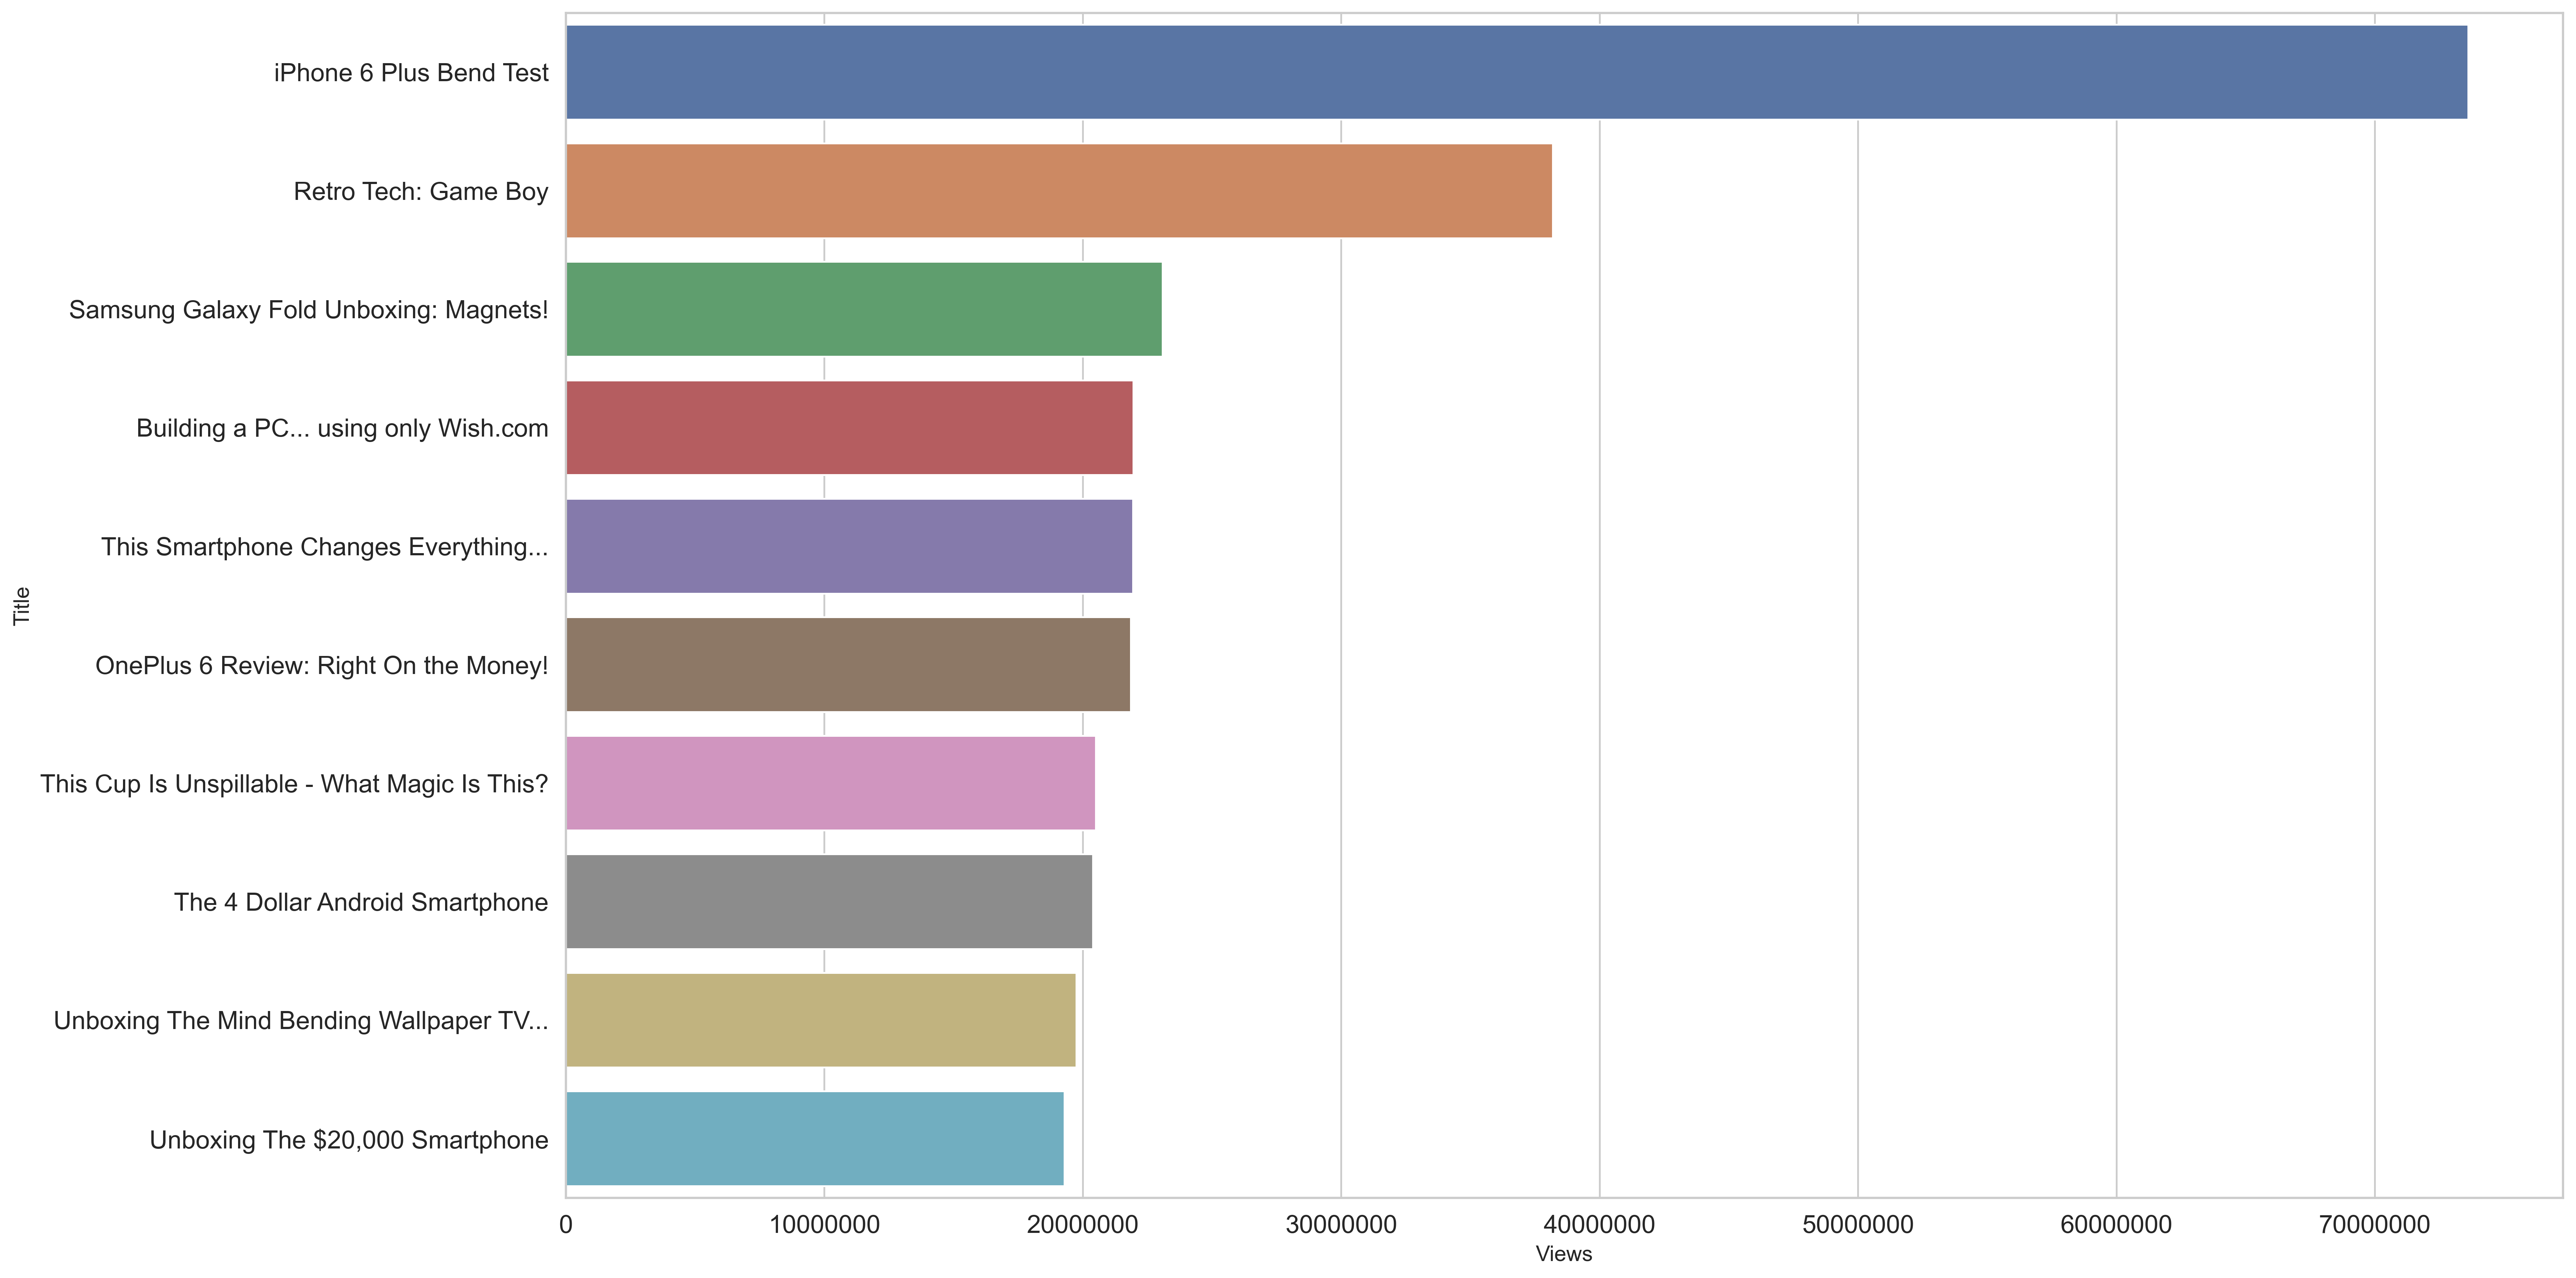 iPhone 6 Plus Bend Test
Retro Tech: Game Boy
Samsung Galaxy Fold Unboxing: Magnets!
Building a PC... using only Wish.com
This Smartphone Changes Everything...
OnePlus 6 Review: Right On the Money!
This Cup Is Unspillable - What Magic Is This?
The 4 Dollar Android Smartphone
Unboxing The Mind Bending Wallpaper TV...
Unboxing The $20,000 Smartphone
Title
0 10000000 20000000 30000000 40000000 50000000 60000000 70000000
Views